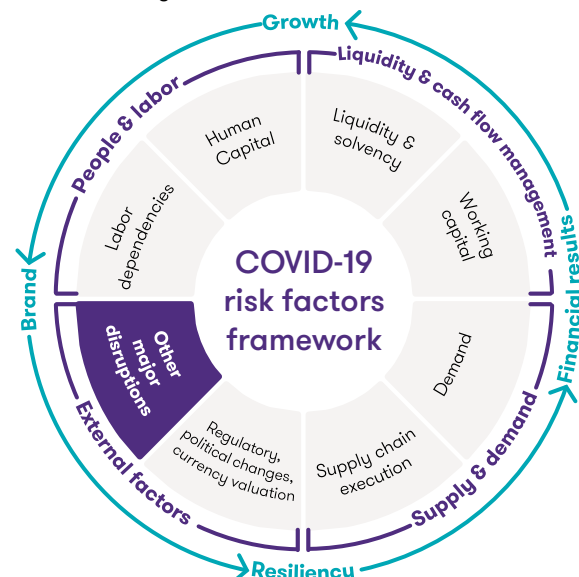 Growth
Liquidity & cash flow management
People & labor
Human
Capital
Liquidity &
solvency
Labor
dependencies
Working
capital
COVID-19
risk factors
framework
Brand
Financial results
Other
major
disruptions
Demand
Regulatory,
political changes,
currency valuation
Supply chain
execution
External factors
Supply & demand
Resiliency